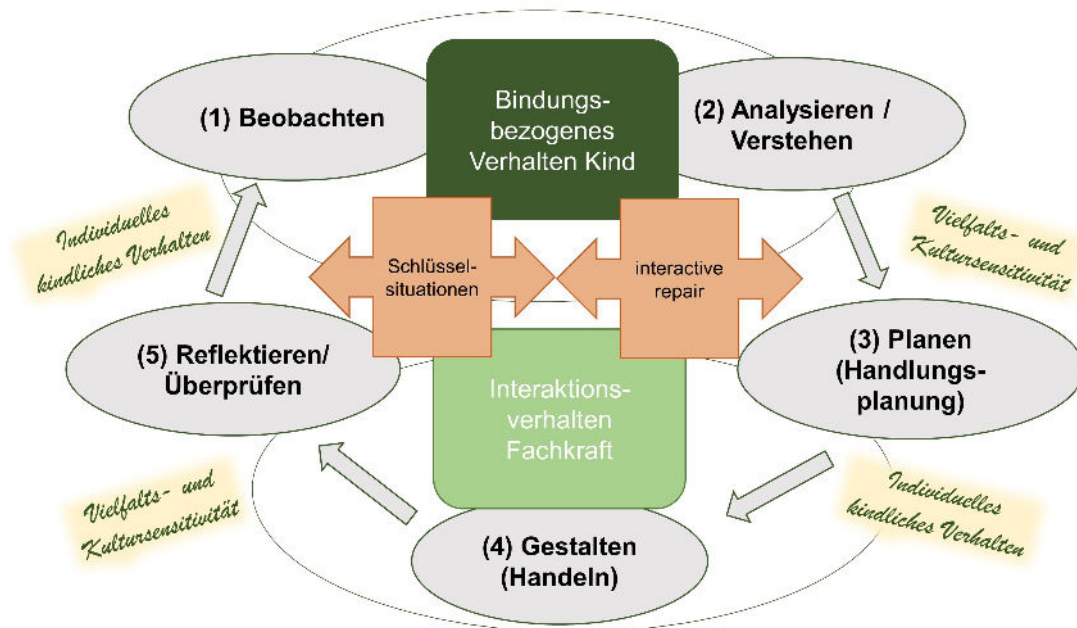 (1) Beobachten
Bindungs-
bezogenes
Verhalten Kind
(2) Analysieren /
Verstehen
Individuelles
kindliches Verhalten
Schlüssel-
situationen
interactive
repair
Vielfalts- und
Kultursensitivität
(5) Reflektieren/
Überprüfen
Interaktions-
verhalten
Fachkraft
(3) Planen
(Handlungs-
planung)
Vielfalts- und
Kultursensitivität
(4) Gestalten
(Handeln)
Individuelles
kindliches Verhalten